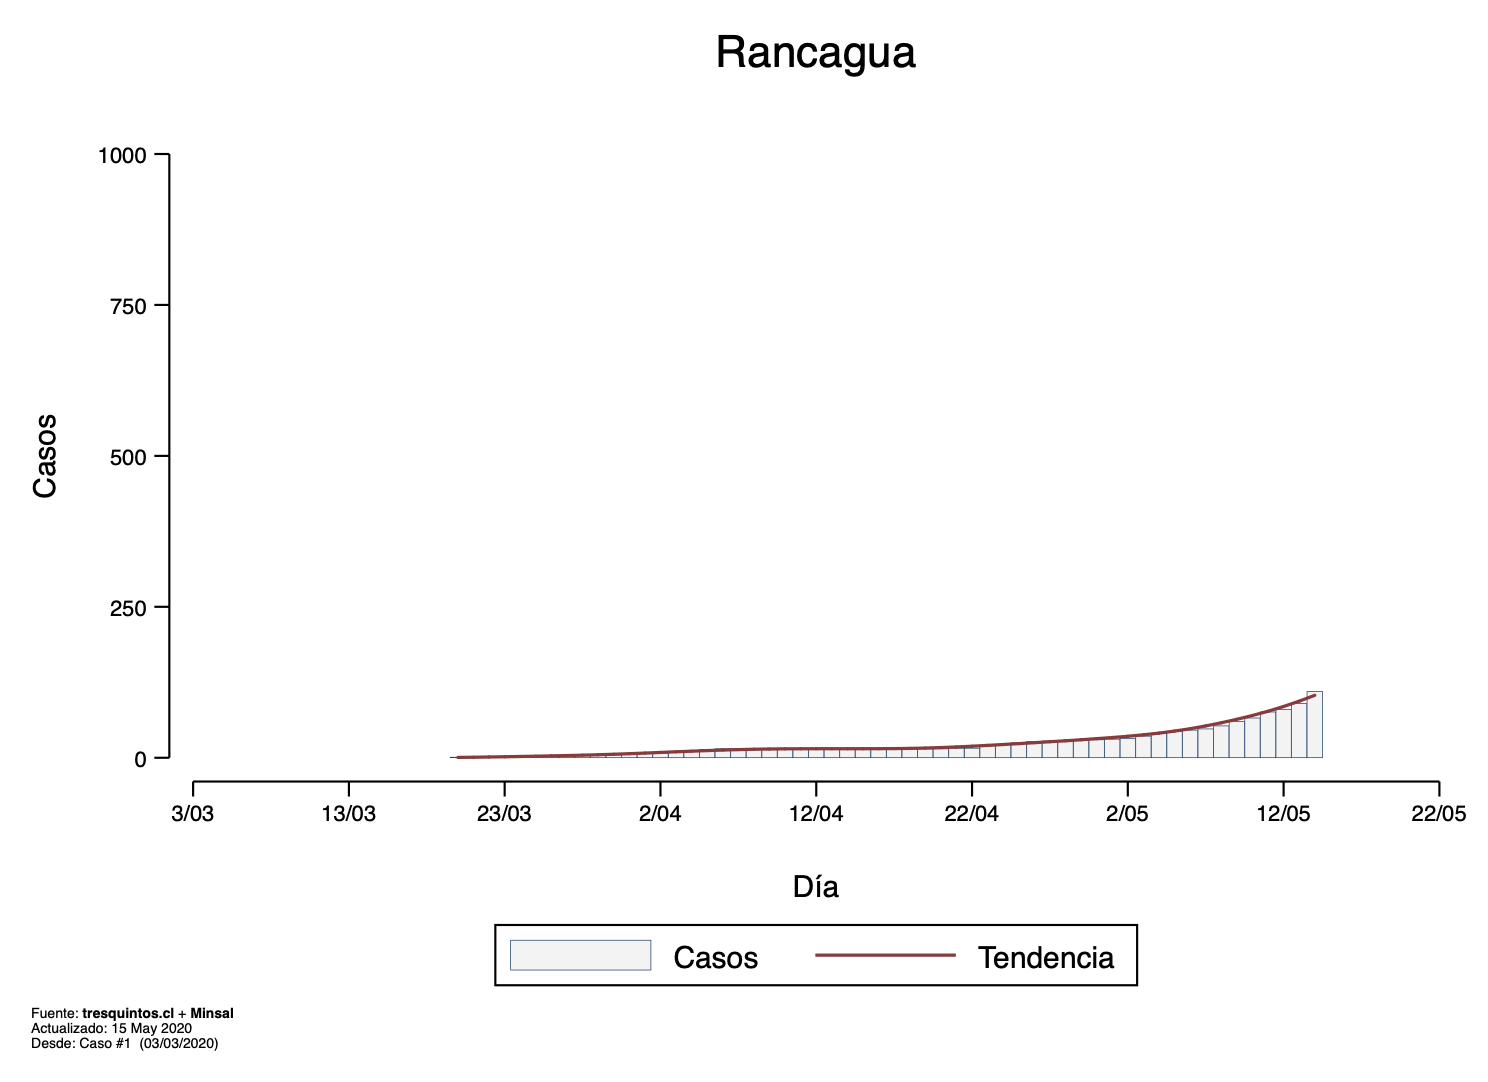 Rancagua
1000
750
500
250
0
Casos
3/03 13/03 23/03 2/04 12/04 22/04 2/05 12/05 22/05
Día
Casos Tendencia
Fuente: tresquintos.cl + Minsal
Actualizado: 15 May 2020
Desde: Caso #1 (03/03/2020)